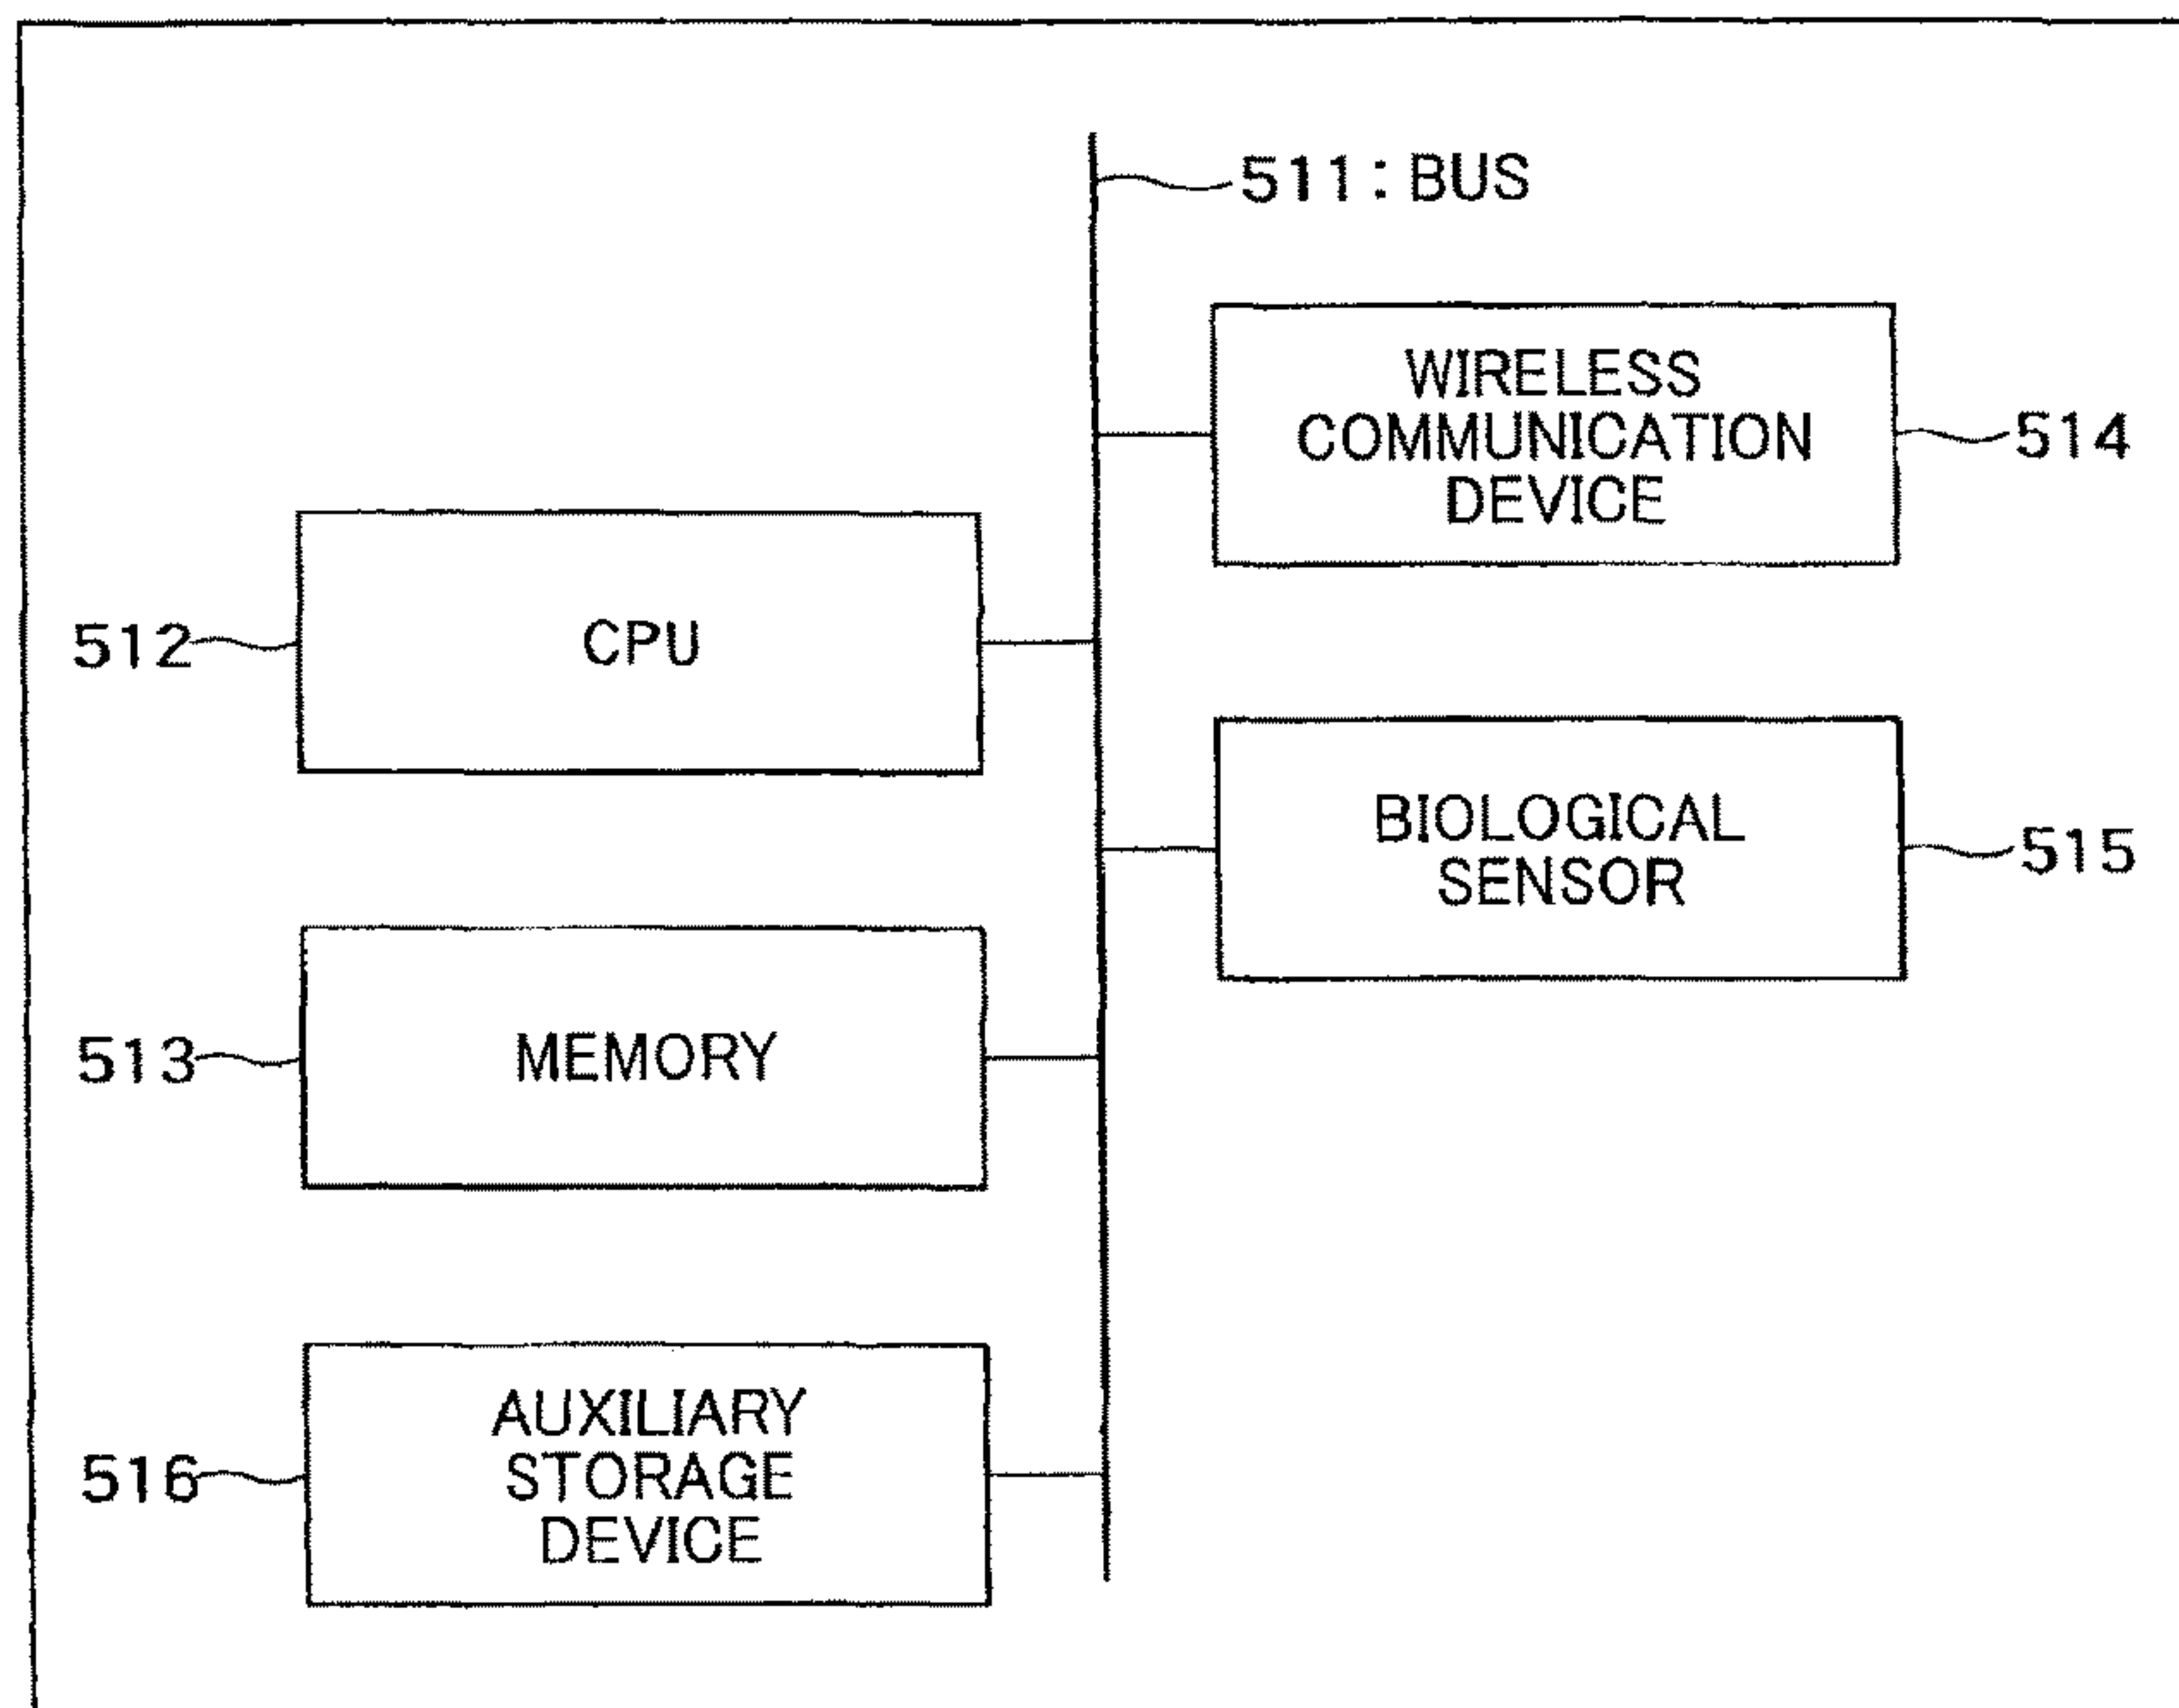 511: BUS
WIRELESS
COMMUNICATION
DEVICE
514
512
CPU
BIOLOGICAL
SENSOR
515
513
MEMORY
516
AUXILIARY
STORAGE
DEVICE